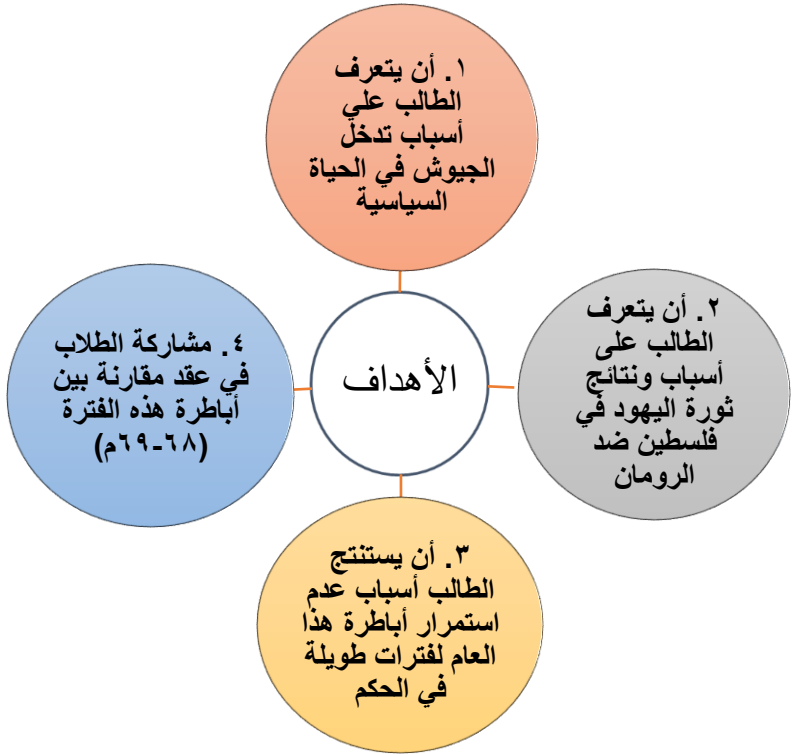 الأهداف
١. أن يتعرف
الطالب علي
أسباب تدخل
الجيوش في الحياة
السياسية
٢. أن يتعرف
الطالب على
أسباب ونتائج
ثورة اليهود في
فلسطين ضد
الرومان
٣. أن يستنتج
الطالب أسباب عدم
استمرار أباطرة هذا
العام لفترات طويلة
في الحكم
٤. مشاركة الطلاب
في عقد مقارنة بين
أباطرة هذه الفترة
(٦٨-٦٩م)